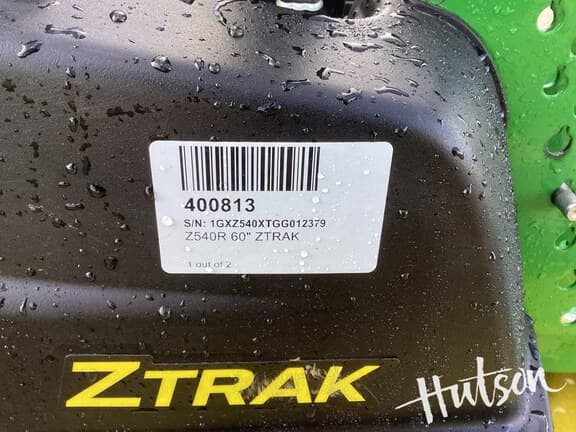 400813
S/N: 1GXZ540XTGG012379
Z540R 60" ZTRAK
1 out of 2
ZTRAK
Hutson